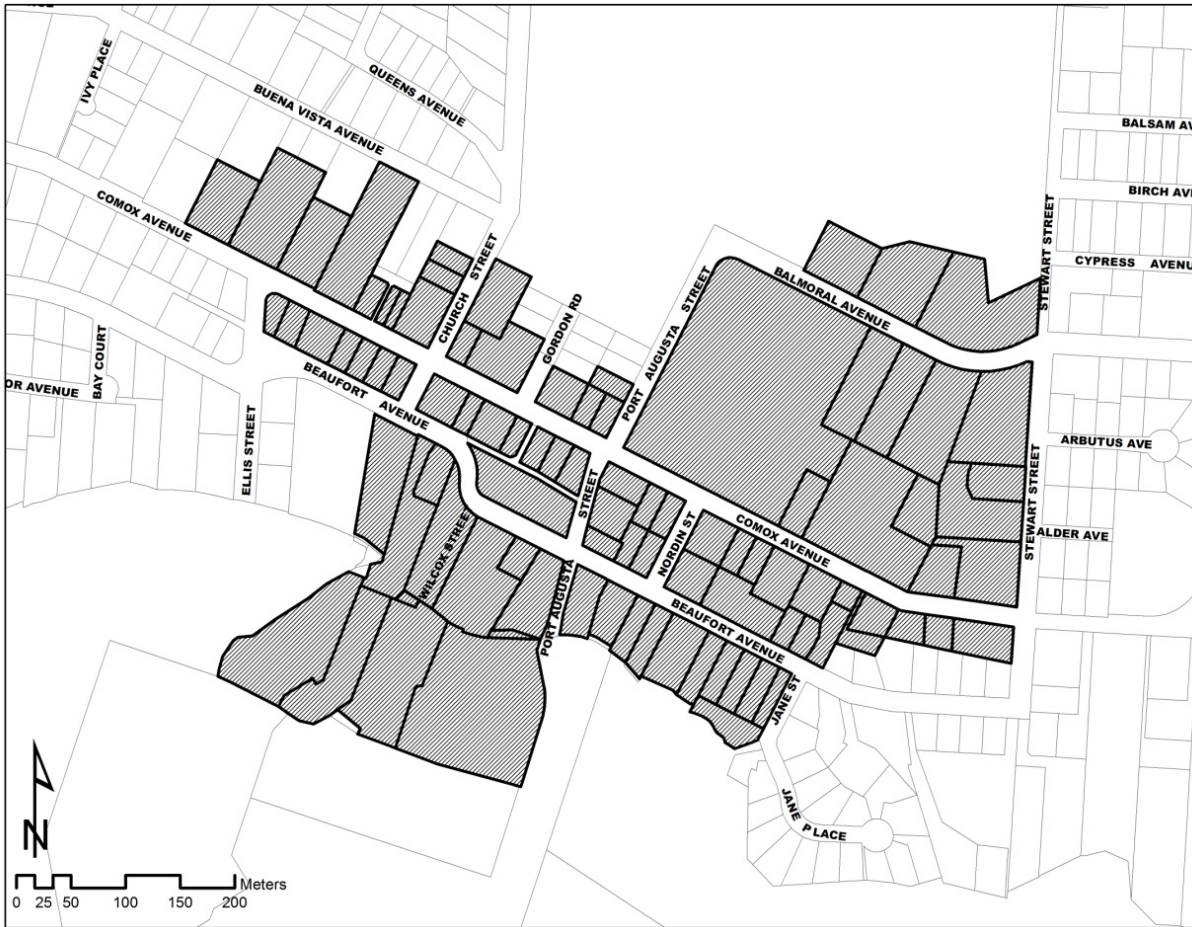 IVY PLACE
QUEENS AVENUE
BUENA VISTA AVENUE
BALSAM AV
BIRCH AVE
COMOX AVENUE
CHURCH STREET
STEWART STREET
CYPRESS AVENUE
BALMORAL AVENUE
GORDON RD
PORT AUGUSTA STREET
BAY COURT
OR AVENUE
BEAUFORT AVENUE
ELLIS STREET
ARBUTUS AVE
STEWART STREET
ALDER AVE
STREET
NORDIN ST
COMOX AVENUE
WILCOX STREE
PORT AUGUSTA
BEAUFORT AVENUE
JANE ST
JANE PLACE
N
Meters
0 25 50 100 150 200